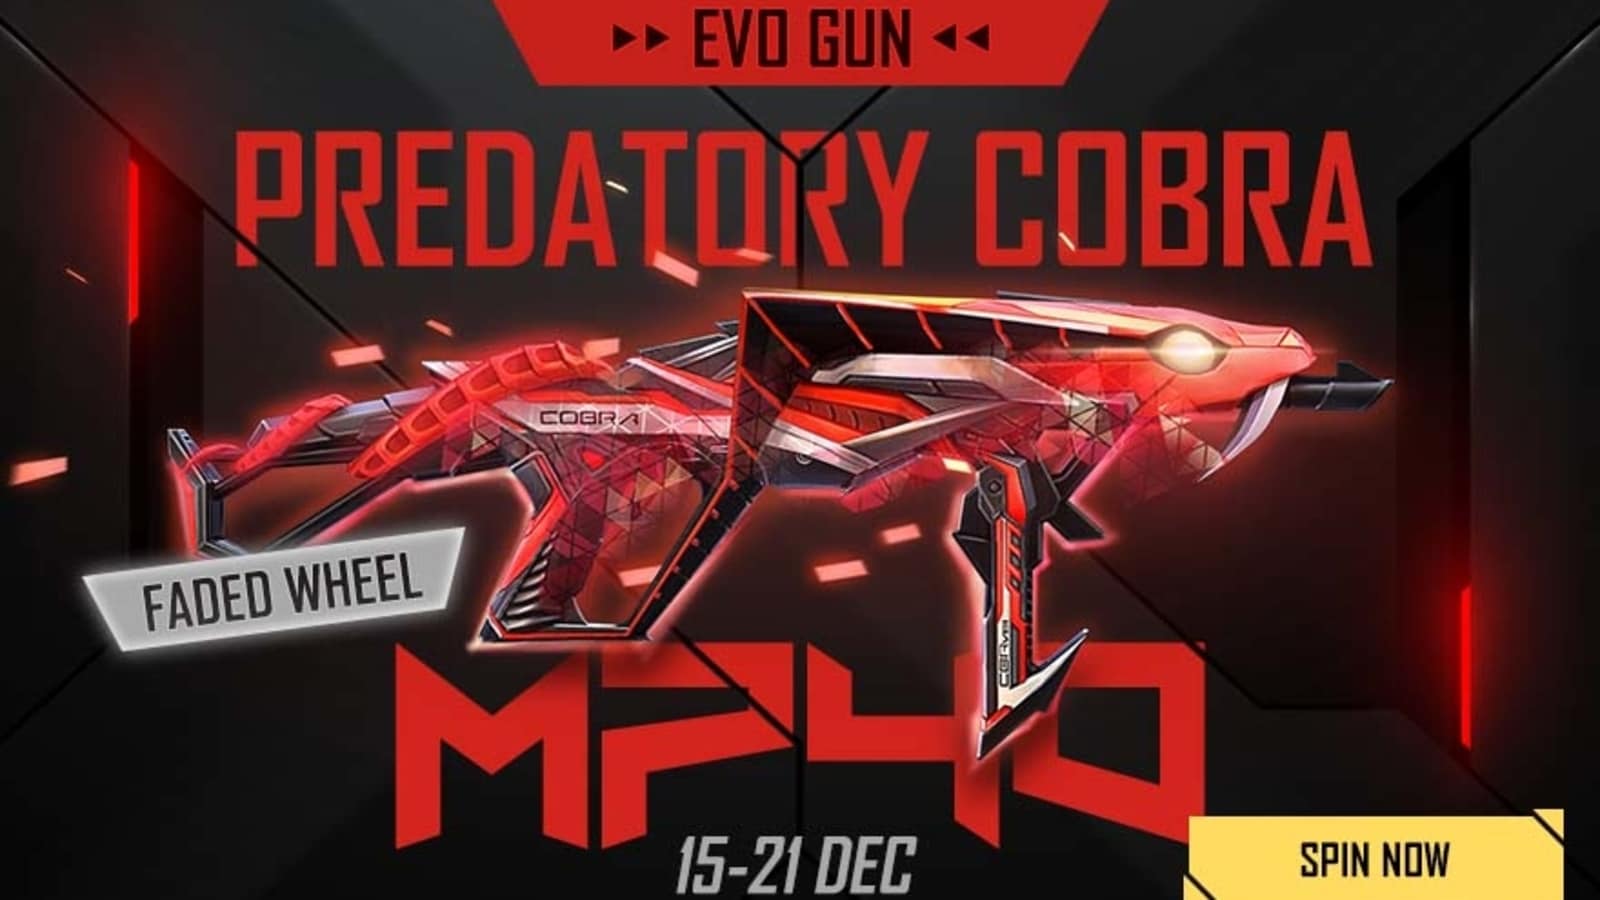 EVO GUN
PREDATORY COBRA
COBRA
FADED WHEEL
MP40
15-21 DEC
SPIN NOW